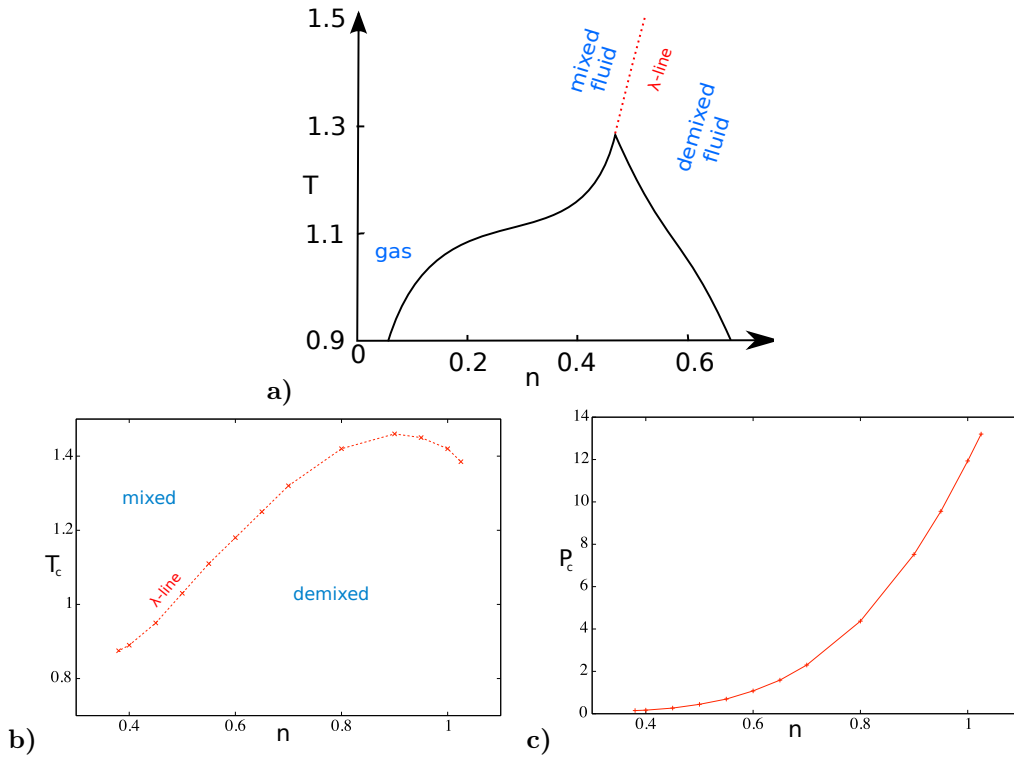 1.5
mixed
fluid
λ-line
1.3
demixed
fluid
T
1.1
gas
0.9
0
0.2
0.4
0.6
n
a)
1.4
mixed
1.2
T_c
λ-line
1
demixed
0.8
0.4
0.6
0.8
1
n
b)
14
12
10
8
P_c
6
4
2
0
0.4
0.6
0.8
1
n
c)